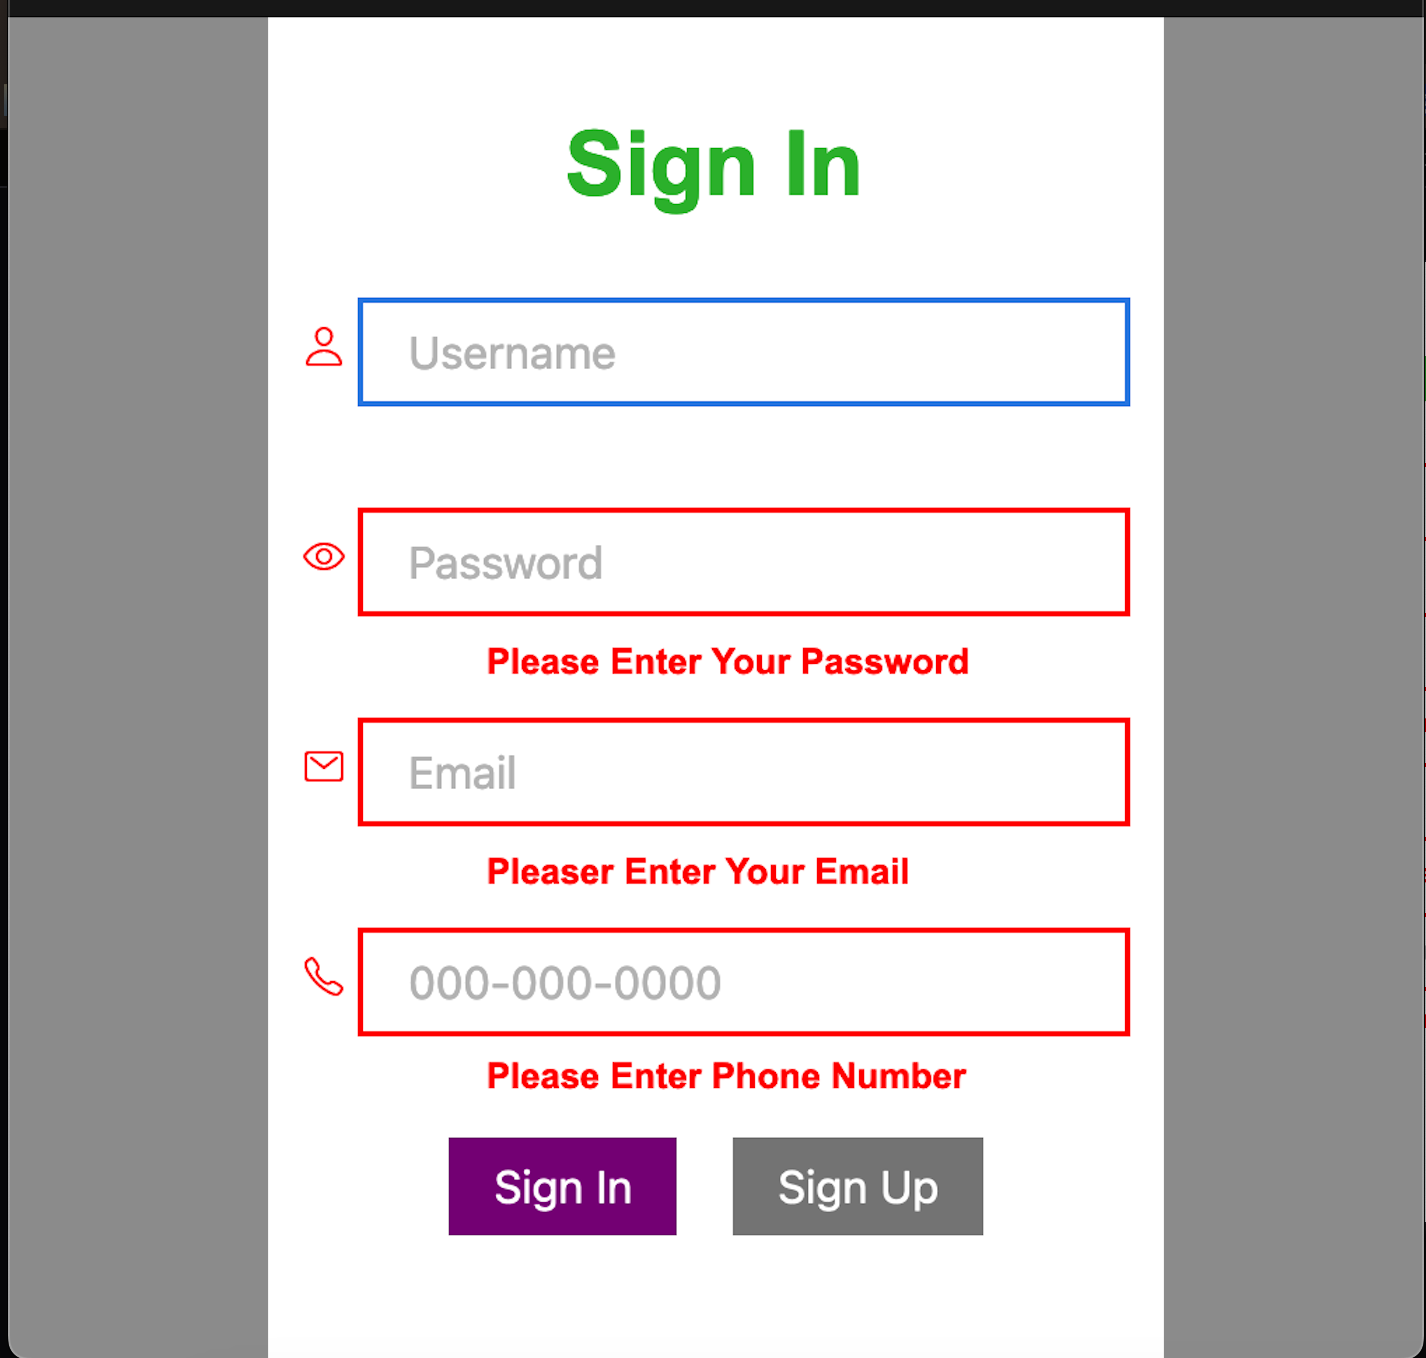 Sign In
Username
Password
Please Enter Your Password
Email
Pleaser Enter Your Email
000-000-0000
Please Enter Phone Number
Sign In Sign Up